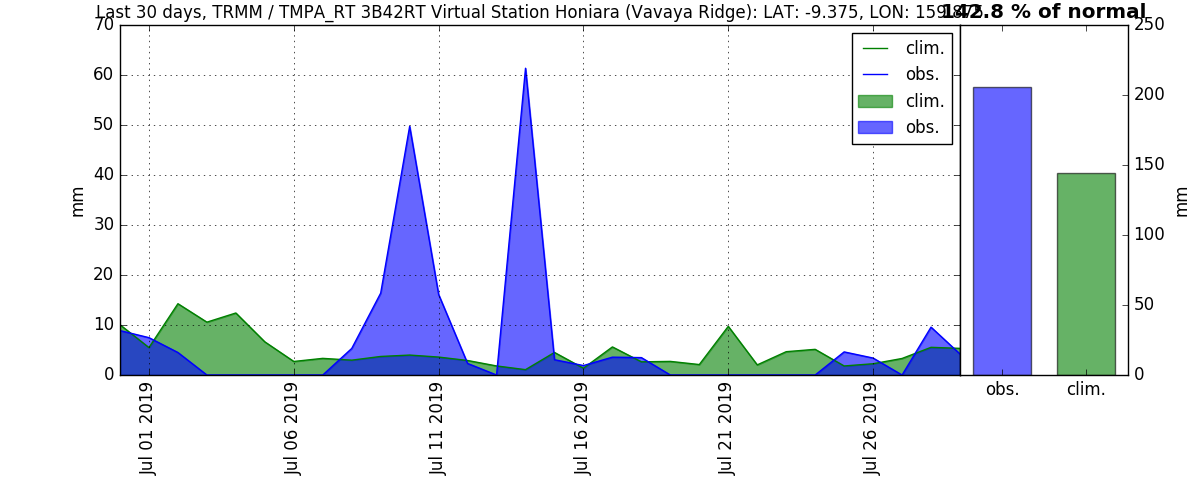 Last 30 days, TRMM / TMPA_RT 3B42RT Virtual Station Honiara (Vavaya Ridge): LAT: -9.375, LON:
142.8 % of normal
70
60
50
40
30
20
10
0
mm
clim.
obs.
clim.
obs.
Jul 01 2019
Jul 06 2019
Jul 11 2019
Jul 16 2019
Jul 21 2019
Jul 26 2019
250
200
150
100
50
0
mm
obs.
clim.